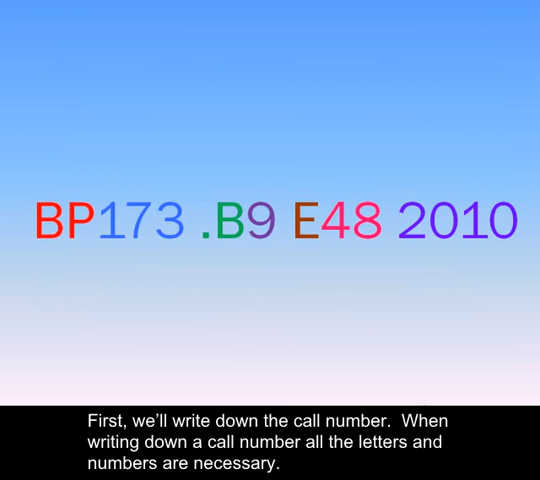 BP173 .B9 E48 2010
First, we’ll write down the call number.  When
writing down a call number all the letters and
numbers are necessary.